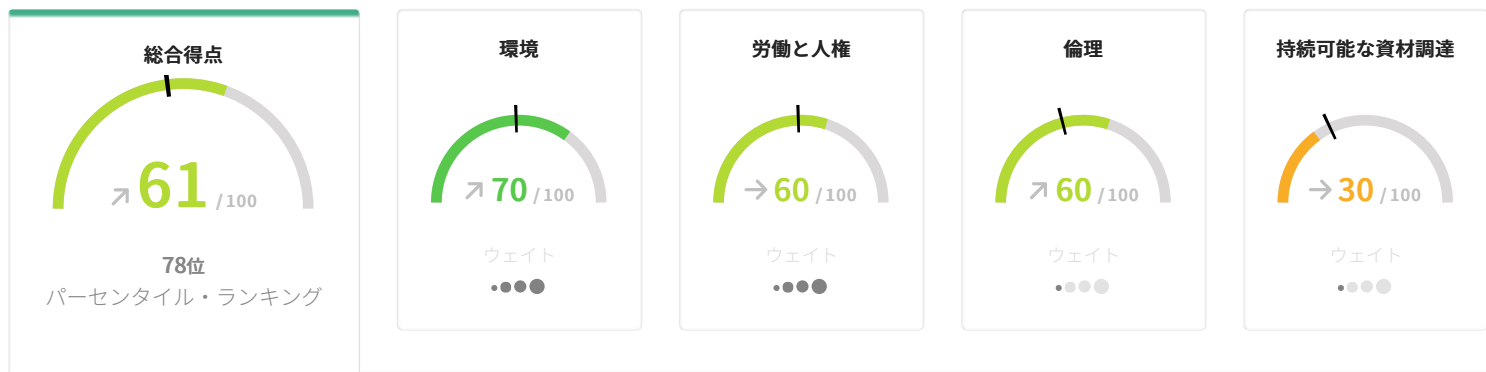 総合得点
61 /100
78位
パーセンタイル・ランキング
環境
70 /100
ウェイト
労働と人権
60 /100
ウェイト
倫理
60 /100
ウェイト
持続可能な資材調達
30 /100
ウェイト